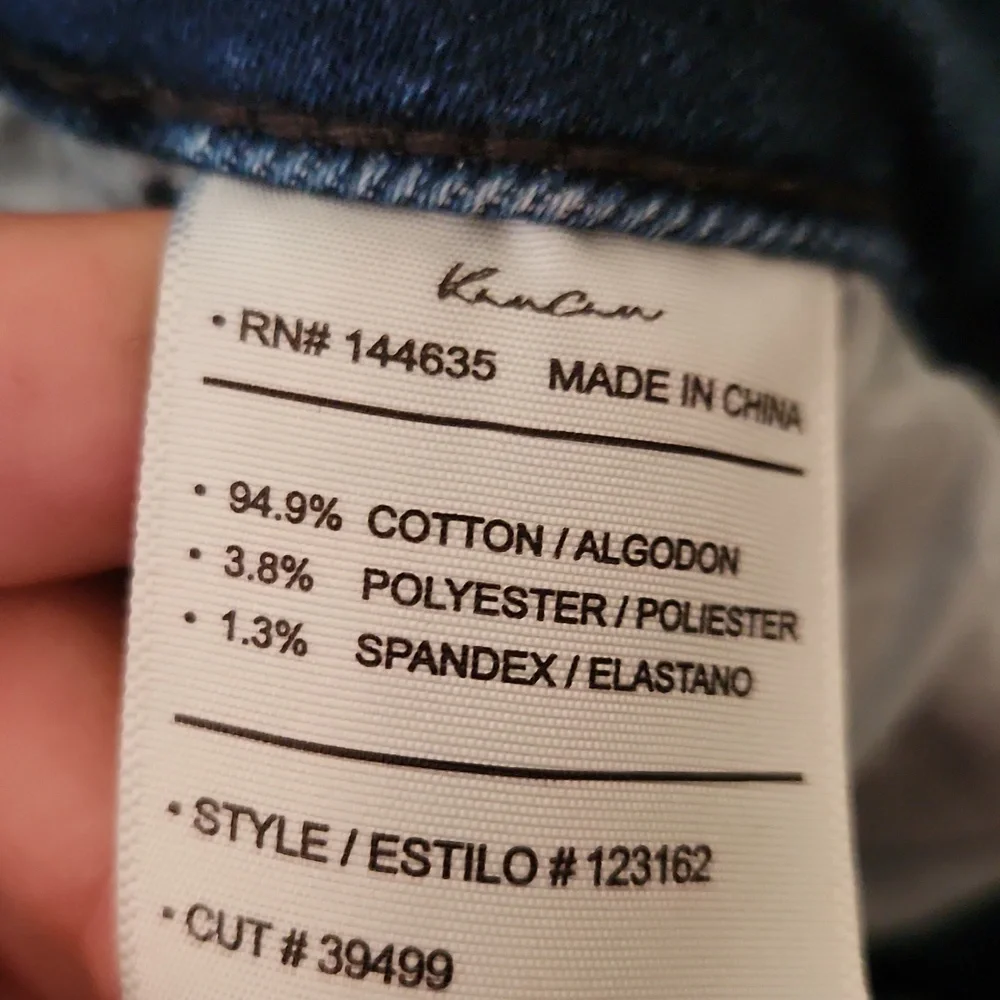 KanCan
• RN# 144635 MADE IN CHINA
• 94.9% COTTON / ALGODON
• 3.8% POLYESTER / POLIESTER
• 1.3% SPANDEX / ELASTANO
• STYLE / ESTILO # 123162
• CUT # 39499